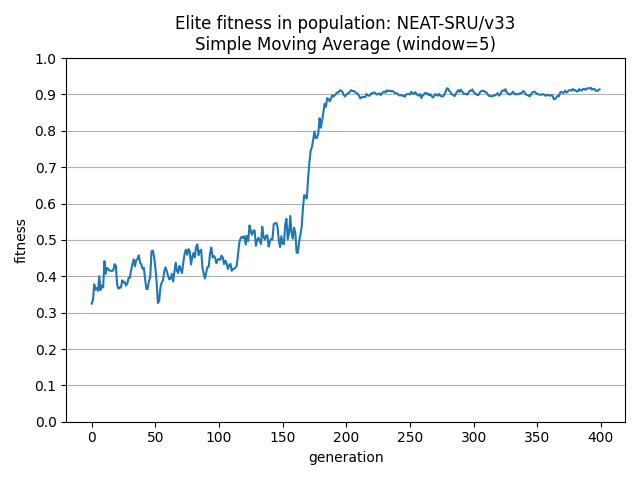 Elite fitness in population: NEAT-SRU/v33
Simple Moving Average (window=5)
1.0
0.9
0.8
0.7
0.6
0.5
0.4
0.3
0.2
0.1
0.0
fitness
0 50 100 150 200 250 300 350 400
generation